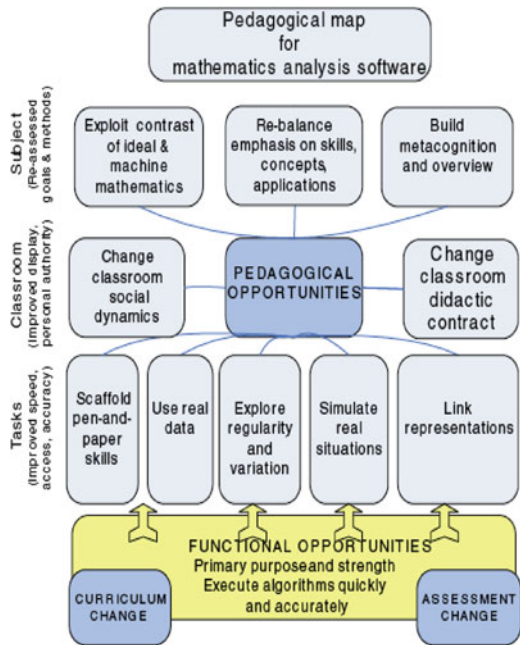 Pedagogical map
for
mathematics analysis software
Subject
(Re-assessed
goals & methods)
Exploit contrast
of ideal &
machine
mathematics
Re-balance
emphasis on skills,
concepts,
applications
Build
metacognition
and overview
Classroom
(Improved display,
personal authority)
Change
classroom
social
dynamics
PEDAGOGICAL
OPPORTUNITIES
Change
classroom
didactic
contract
Tasks
(Improved speed,
access, accuracy)
Scaffold
pen-and-
paper
skills
Use real
data
Explore
regularity
and
variation
Simulate
real
situations
Link
representations
FUNCTIONAL OPPORTUNITIES
Primary purposeand strength
Execute algorithms quickly
and accurately
CURRICULUM
CHANGE
ASSESSMENT
CHANGE